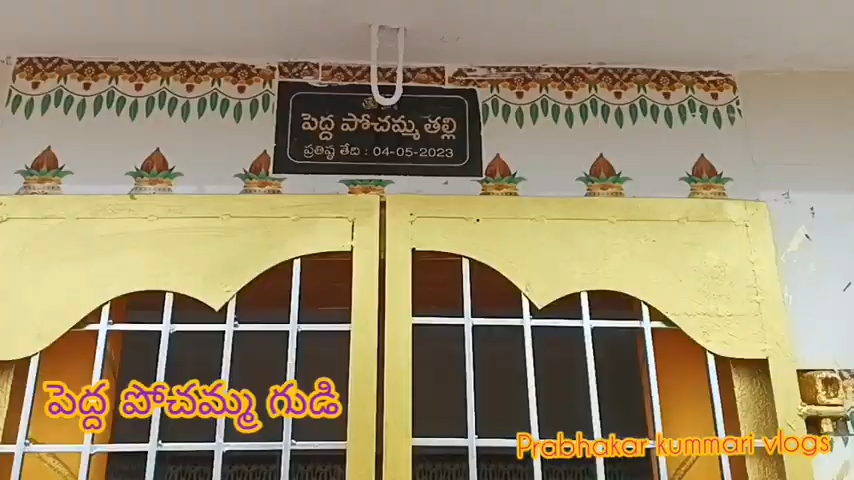 పెద్ద పోచమ్మ తల్లి
ప్రతిష్ఠ తేది : 04-05-2023
పెద్ద పోచమ్మ గుడి
Prabhakar kummari vlogs